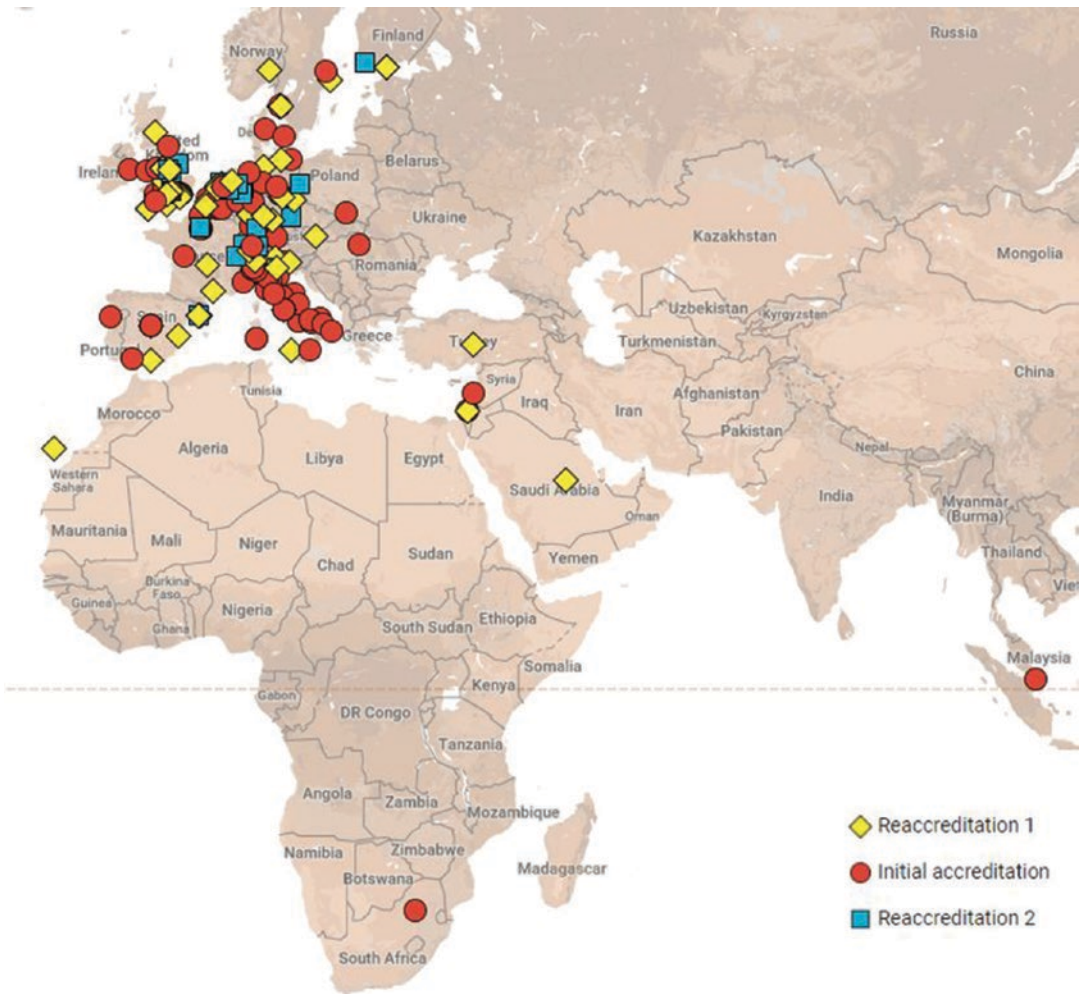 Finland
Norway
Russia
United
Kingdom
Belarus
Poland
Ukraine
Kazakhstan
Mongolia
Romania
Spain
Uzbekistan
Kyrgyzstan
Greece
Turkey
Turkmenistan
Portugal
Syria
China
Tunisia
Afghanistan
Iraq
Iran
Morocco
Pakistan
Nepal
Algeria
Libya
Egypt
Western
Sahara
Saudi Arabia
India
Myanmar
(Burma)
Oman
Mauritania
Mali
Niger
Sudan
Chad
Yemen
Thailand
Burkina
Faso
Guinea
Nigeria
Ethiopia
Ghana
South Sudan
Somalia
Malaysia
Gabon
Kenya
DR Congo
Tanzania
Angola
Zambia
Mozambique
Reaccreditation 1
Namibia
Zimbabwe
Madagascar
Initial accreditation
Botswana
Reaccreditation 2
South Africa